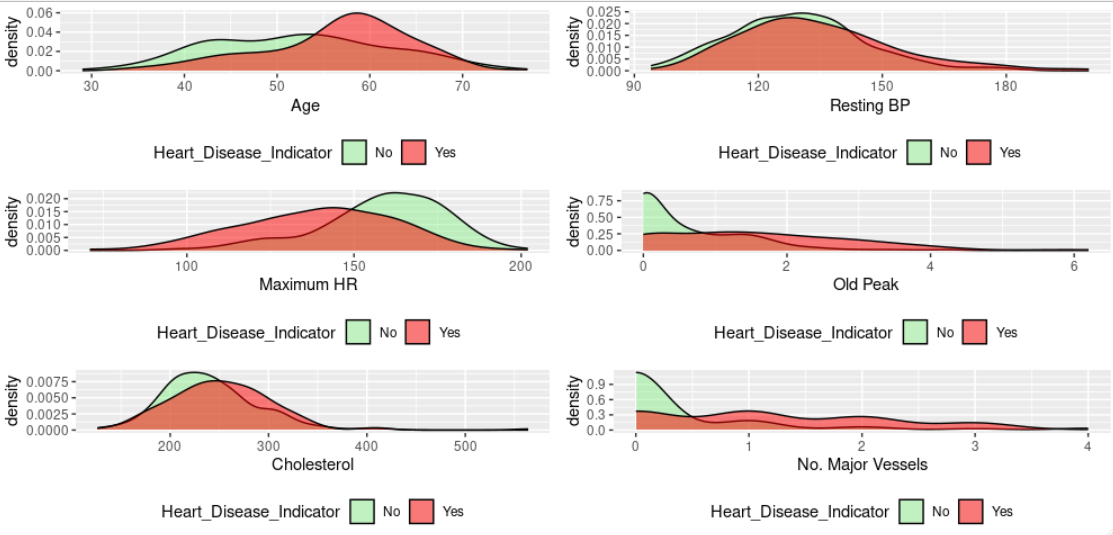 density
0.06
0.04
0.02
0.00
30 40 50 60 70
Age
Heart_Disease_Indicator No Yes
density
0.025
0.020
0.015
0.010
0.005
0.000
90 120 150 180
Resting BP
Heart_Disease_Indicator No Yes
density
0.020
0.015
0.010
0.005
0.000
100 150 200
Maximum HR
Heart_Disease_Indicator No Yes
density
0.75
0.50
0.25
0.00
0 2 4 6
Old Peak
Heart_Disease_Indicator No Yes
density
0.0075
0.0050
0.0025
0.0000
200 300 400 500
Cholesterol
Heart_Disease_Indicator No Yes
density
0.9
0.6
0.3
0.0
0 1 2 3 4
No. Major Vessels
Heart_Disease_Indicator No Yes